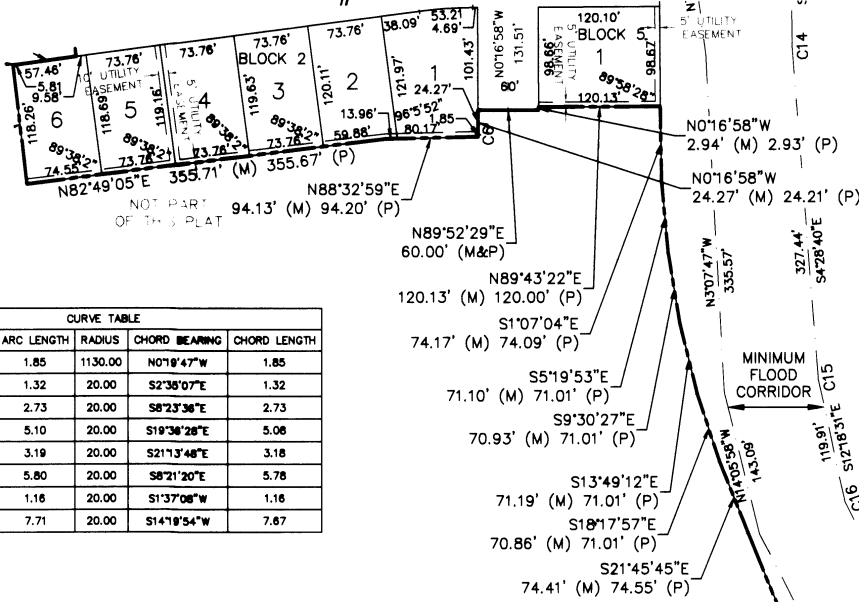 57.46'
5.81
9.58'
73.76'
73.76'
73.76'
73.76'
38.09'
53.21
4.69'
10' UTILITY
EASEMENT
5' UTILITY
EASEMENT
BLOCK 2
118.26'
118.69'
119.16'
119.63'
120.11'
121.97'
101.43'
6
5
4
3
2
1
89°38'2"
89°38'2"
89°38'2"
89°38'2"
96°5'52"
24.27'
1.85
74.55'
73.76'
73.76'
73.76'
59.88'
13.96'
80.17'
C6
N0°16'58"W
131.51'
60'
120.10'
BLOCK 5
1
98.66'
5' UTILITY
EASEMENT
98.67'
89°58'28"
120.13'
5' UTILITY
EASEMENT
N
C14
S
N82°49'05"E 355.71' (M) 355.67' (P)
NOT PART
OF THIS PLAT
N88°32'59"E
94.13' (M) 94.20' (P)
N0°16'58"W
2.94' (M) 2.93' (P)
N0°16'58"W
24.27' (M) 24.21' (P)
N89°52'29"E
60.00' (M&P)
N89°43'22"E
120.13' (M) 120.00' (P)
S1°07'04"E
74.17' (M) 74.09' (P)
S5°19'53"E
71.10' (M) 71.01' (P)
S9°30'27"E
70.93' (M) 71.01' (P)
S13°49'12"E
71.19' (M) 71.01' (P)
S18°17'57"E
70.86' (M) 71.01' (P)
S21°45'45"E
74.41' (M) 74.55' (P)
N3°07'47"W
335.57'
327.44'
S4°28'40"E
MINIMUM
FLOOD
CORRIDOR
C15
N14°05'58"W
143.09'
119.91'
S12°18'31"E
C16
CURVE TABLE
ARC LENGTH RADIUS CHORD BEARING CHORD LENGTH
1.85 1130.00 N0°19'47"W 1.85
1.32 20.00 S2°38'07"E 1.32
2.73 20.00 S8°23'36"E 2.73
5.10 20.00 S19°36'28"E 5.08
3.19 20.00 S21°13'48"E 3.18
5.80 20.00 S8°21'20"E 5.78
1.16 20.00 S1°37'08"W 1.16
7.71 20.00 S14°19'54"W 7.67